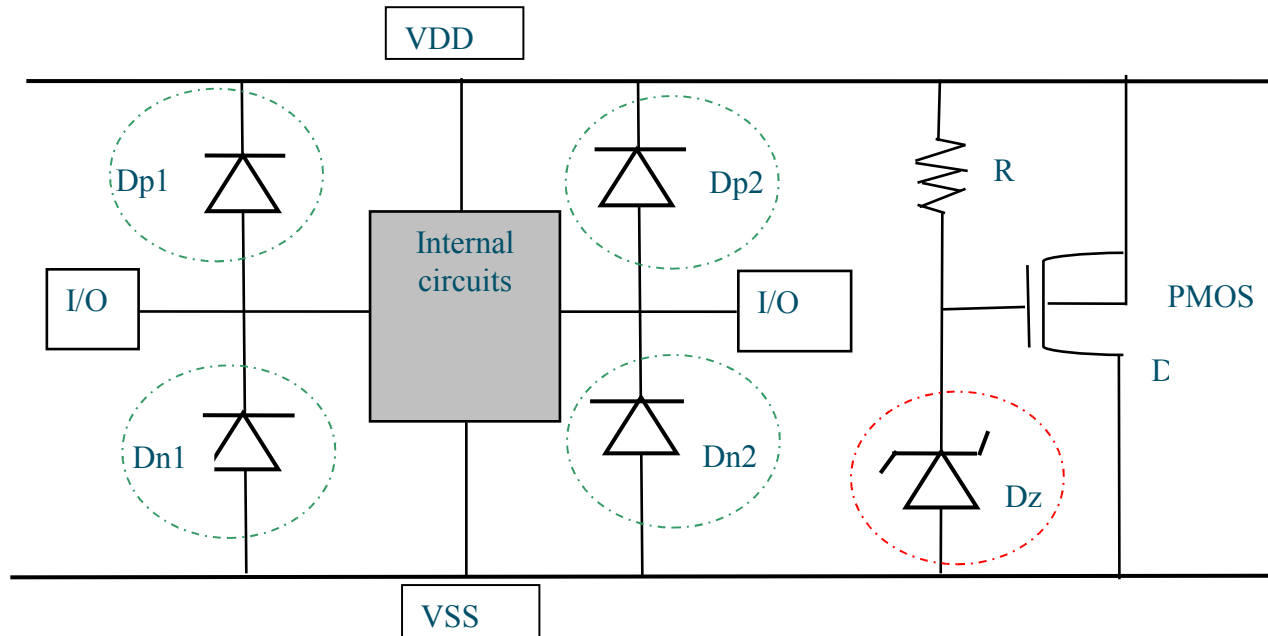 VDD
Dp1
Dp2
R
Internal
circuits
I/O
I/O
PMOS
D
Dn1
Dn2
Dz
VSS